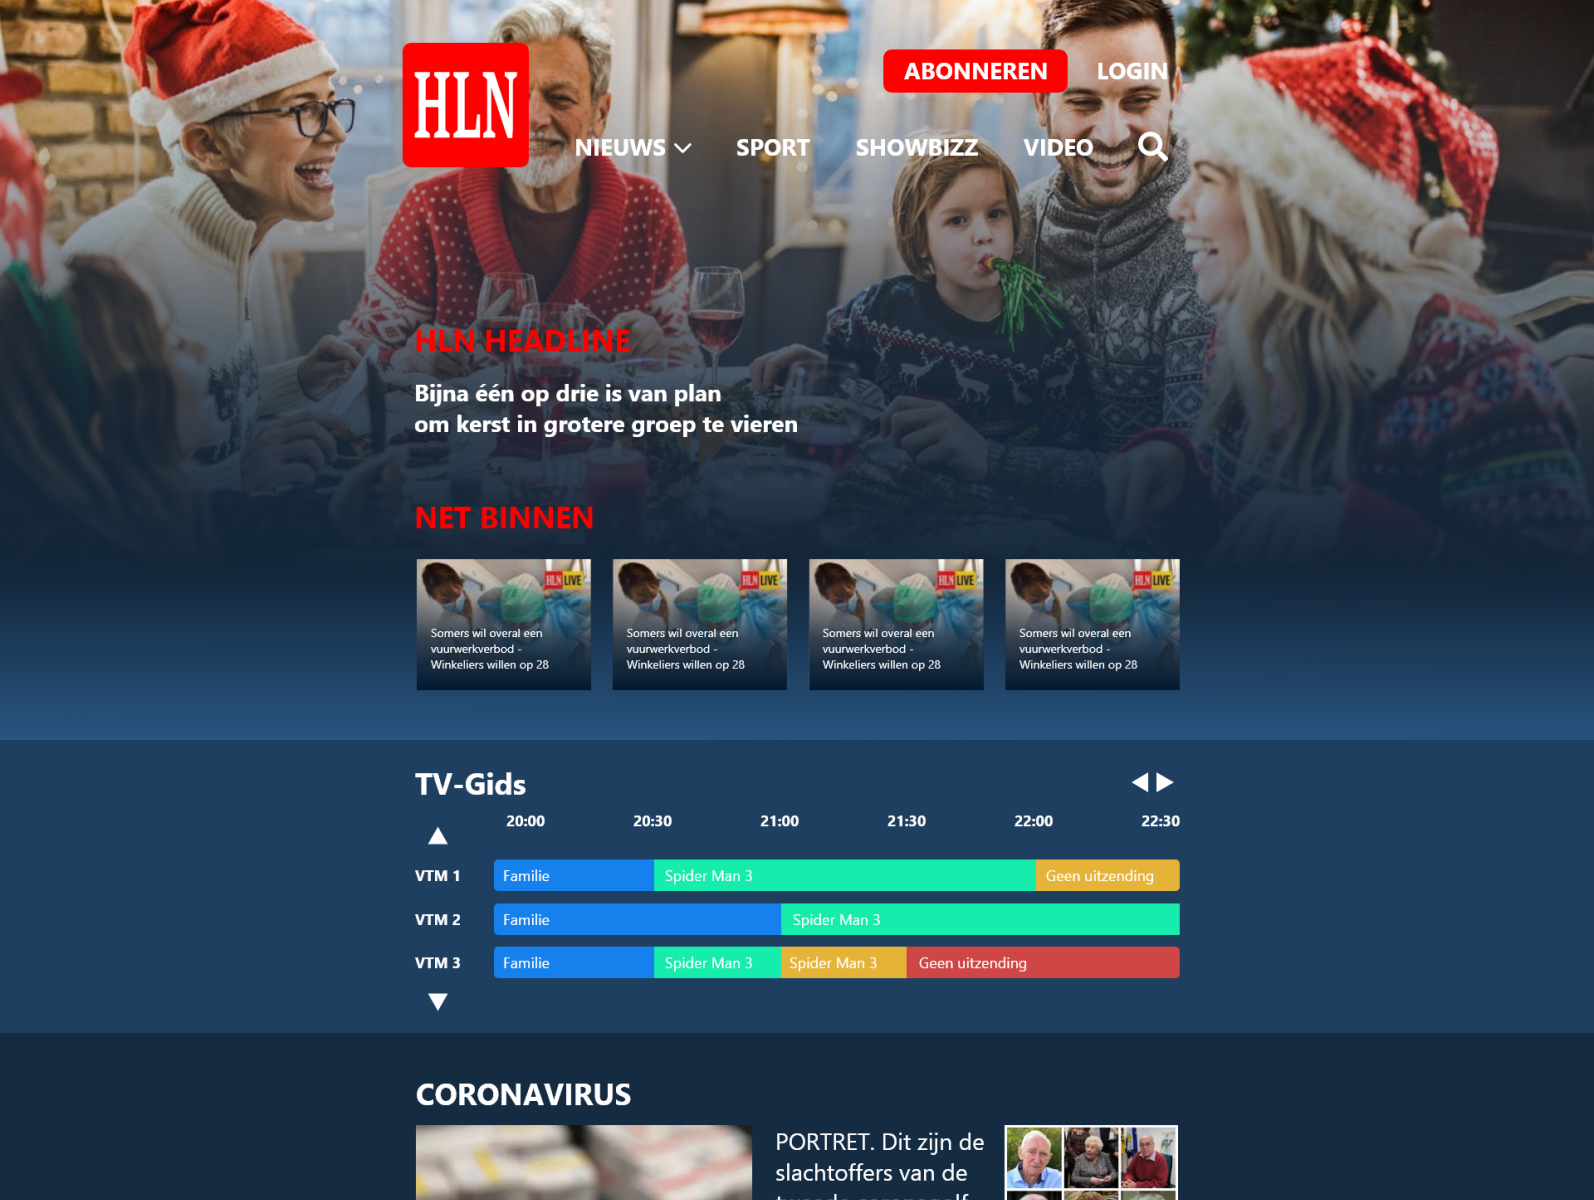 HLN
ABONNEREN
LOGIN
NIEUWS
SPORT
SHOWBIZZ
VIDEO
HLN HEADLINE
Bijna één op drie is van plan
om kerst in grotere groep te vieren
NET BINNEN
HLN LIVE
Somers wil overal een
vuurwerkverbod -
Winkeliers willen op 28
HLN LIVE
Somers wil overal een
vuurwerkverbod -
Winkeliers willen op 28
HLN LIVE
Somers wil overal een
vuurwerkverbod -
Winkeliers willen op 28
HLN LIVE
Somers wil overal een
vuurwerkverbod -
Winkeliers willen op 28
TV-Gids
20:00 20:30 21:00 21:30 22:00 22:30
VTM 1 Familie Spider Man 3 Geen uitzending
VTM 2 Familie Spider Man 3
VTM 3 Familie Spider Man 3 Spider Man 3 Geen uitzending
CORONAVIRUS
PORTRET. Dit zijn de
slachtoffers van de
tweede coronagolf